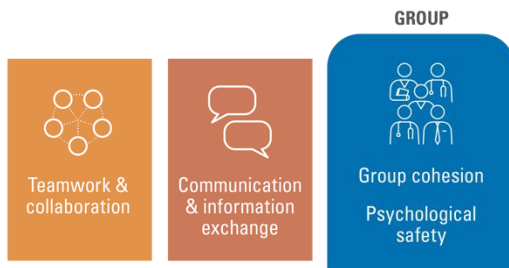 GROUP
Teamwork &
collaboration
Communication
& information
exchange
Group cohesion
Psychological
safety